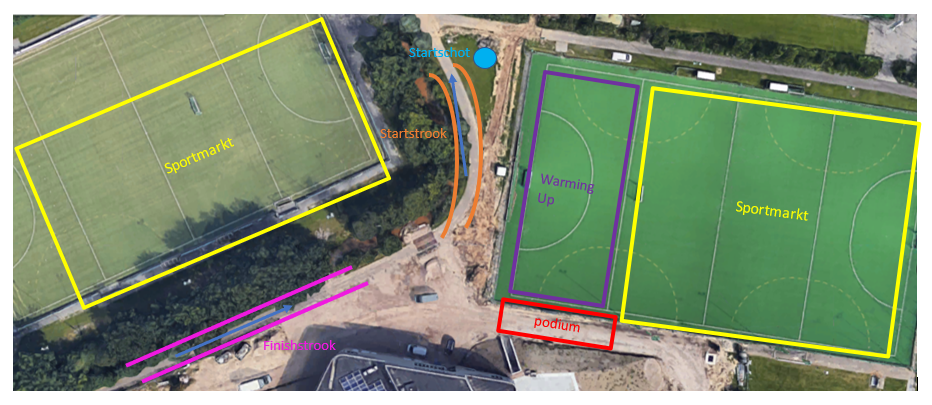 Startschot
Startstrook
Sportmarkt
Warming
Up
Sportmarkt
podium
Finishstrook